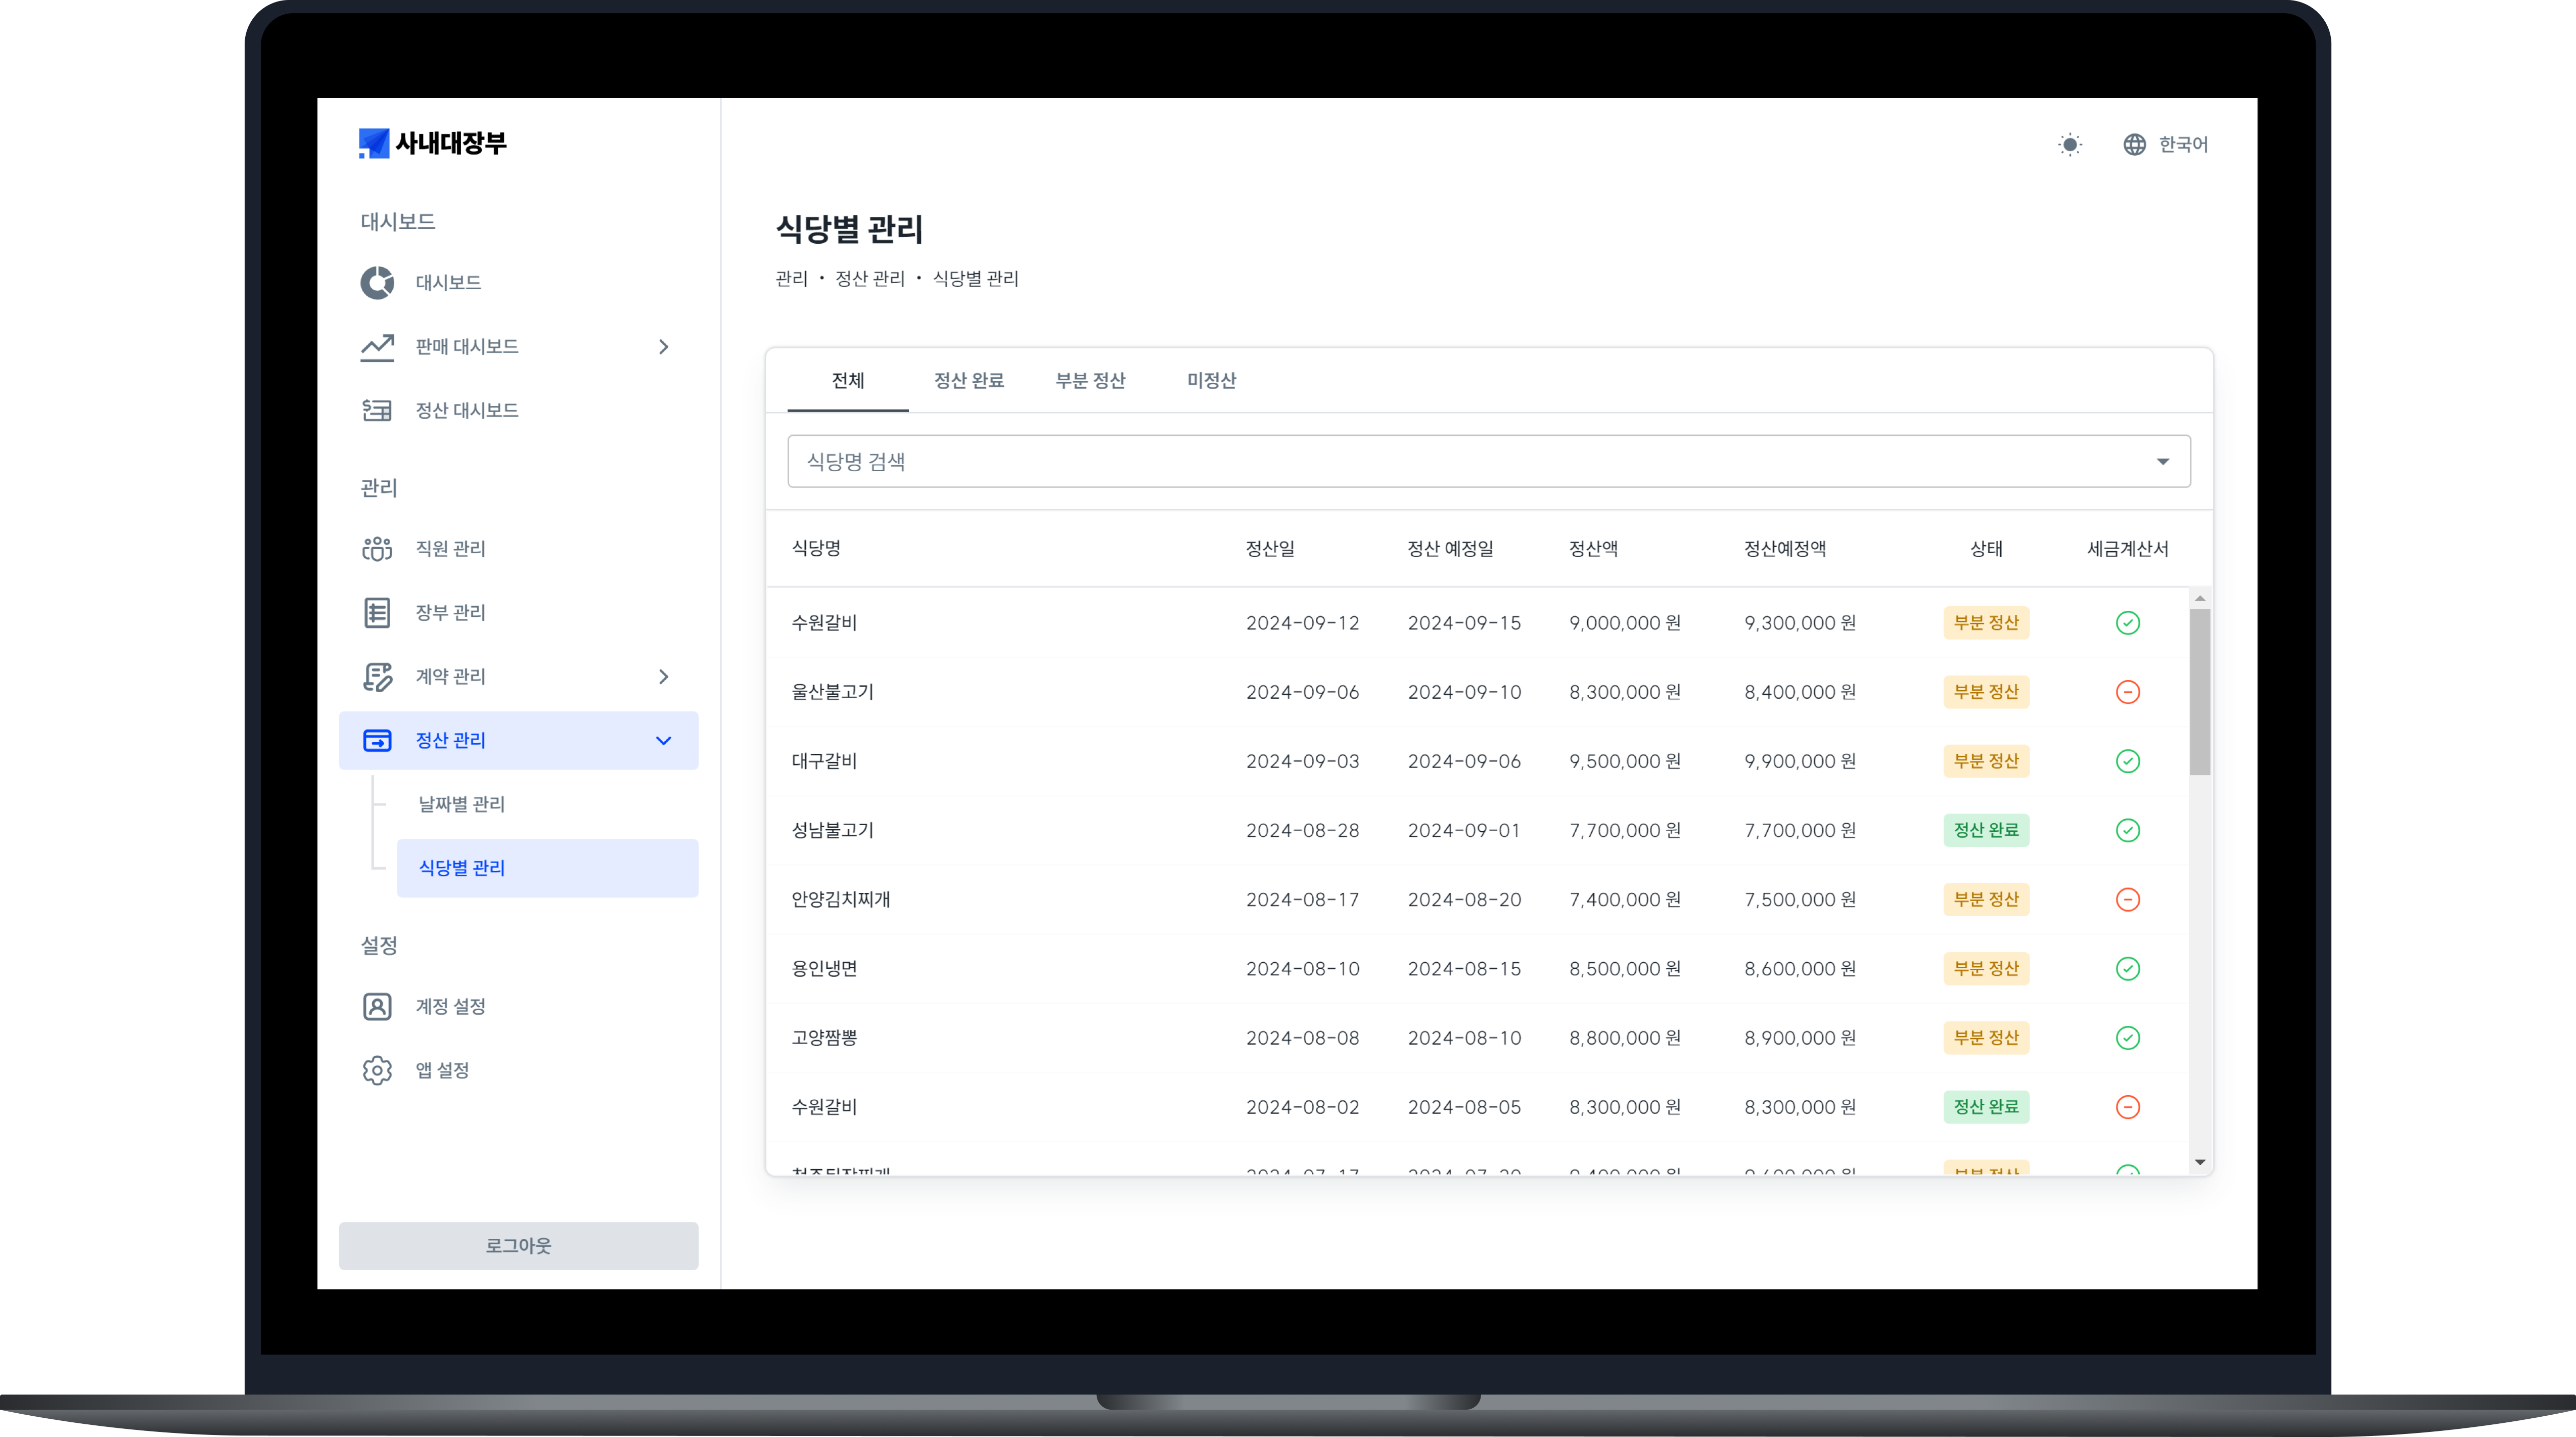 사내대장부
한국어
대시보드
대시보드
판매 대시보드
정산 대시보드
관리
직원 관리
장부 관리
계약 관리
정산 관리
날짜별 관리
식당별 관리
설정
계정 설정
앱 설정
로그아웃
식당별 관리
관리 • 정산 관리 • 식당별 관리
전체 정산 완료 부분 정산 미정산
식당명 검색
식당명 정산일 정산 예정일 정산액 정산예정액 상태 세금계산서
수원갈비 2024-09-12 2024-09-15 9,000,000 원 9,300,000 원 부분 정산
울산불고기 2024-09-06 2024-09-10 8,300,000 원 8,400,000 원 부분 정산
대구갈비 2024-09-03 2024-09-06 9,500,000 원 9,900,000 원 부분 정산
성남불고기 2024-08-28 2024-09-01 7,700,000 원 7,700,000 원 정산 완료
안양김치찌개 2024-08-17 2024-08-20 7,400,000 원 7,500,000 원 부분 정산
용인냉면 2024-08-10 2024-08-15 8,500,000 원 8,600,000 원 부분 정산
고양짬뽕 2024-08-08 2024-08-10 8,800,000 원 8,900,000 원 부분 정산
수원갈비 2024-08-02 2024-08-05 8,300,000 원 8,300,000 원 정산 완료
2024-07-17 2024-07-20 부분 정산